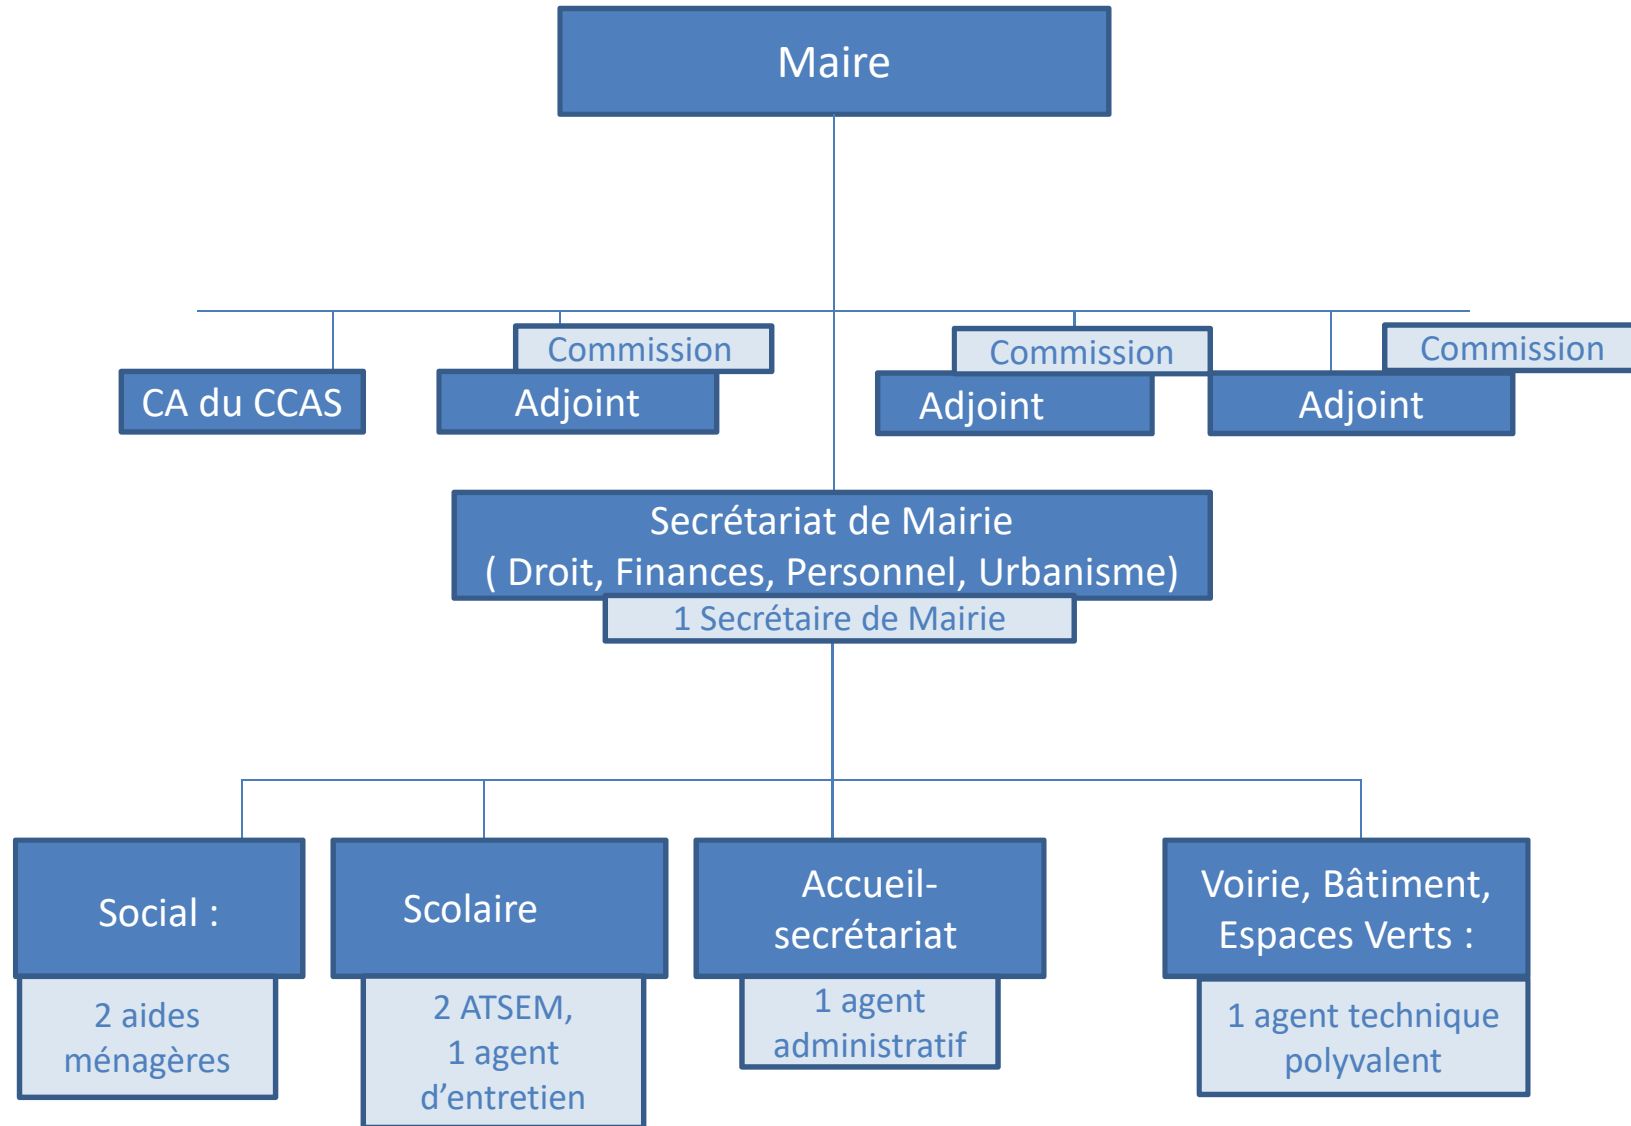 Maire
Commission
Commission
Commission
CA du CCAS
Adjoint
Adjoint
Adjoint
Secrétariat de Mairie
( Droit, Finances, Personnel, Urbanisme)
1 Secrétaire de Mairie
Social :
Scolaire
Accueil-
secrétariat
Voirie, Bâtiment,
Espaces Verts :
2 aides
ménagères
2 ATSEM,
1 agent
d’entretien
1 agent
administratif
1 agent technique
polyvalent